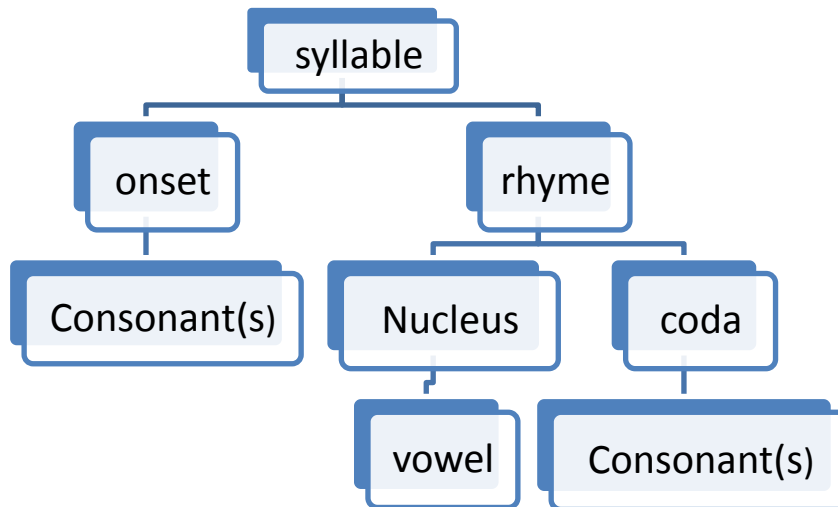 syllable
onset
rhyme
Consonant(s)
Nucleus
coda
vowel
Consonant(s)